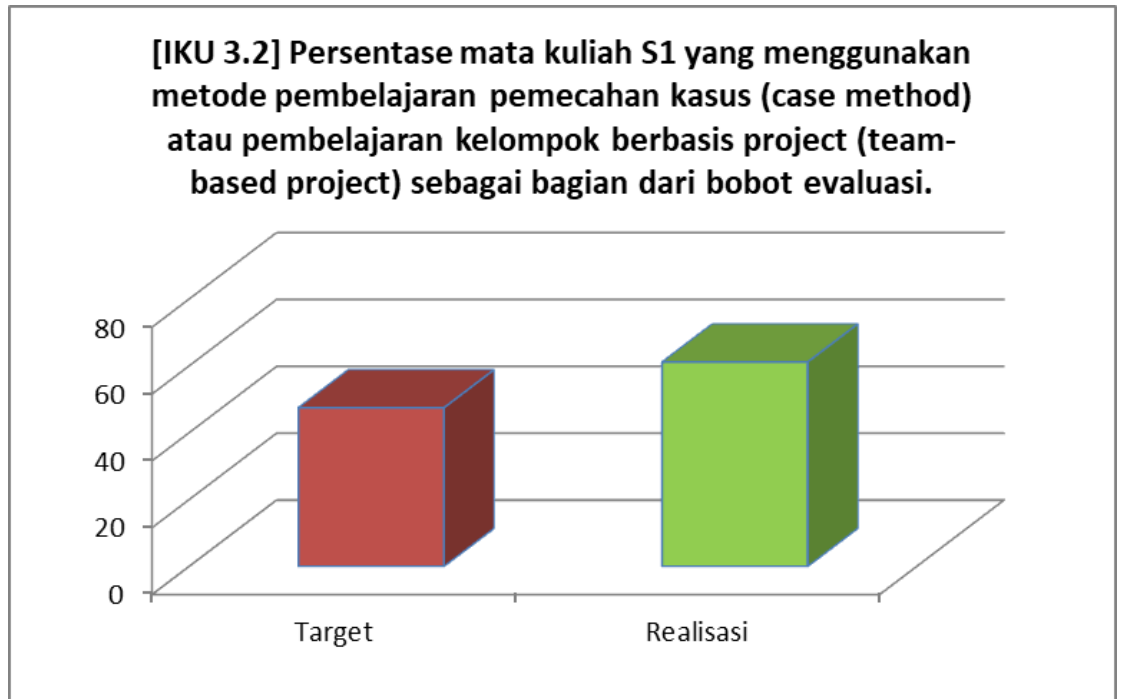 [IKU 3.2] Persentase mata kuliah S1 yang menggunakan
metode pembelajaran pemecahan kasus (case method)
atau pembelajaran kelompok berbasis project (team-
based project) sebagai bagian dari bobot evaluasi.
80
60
40
20
0
Target
Realisasi